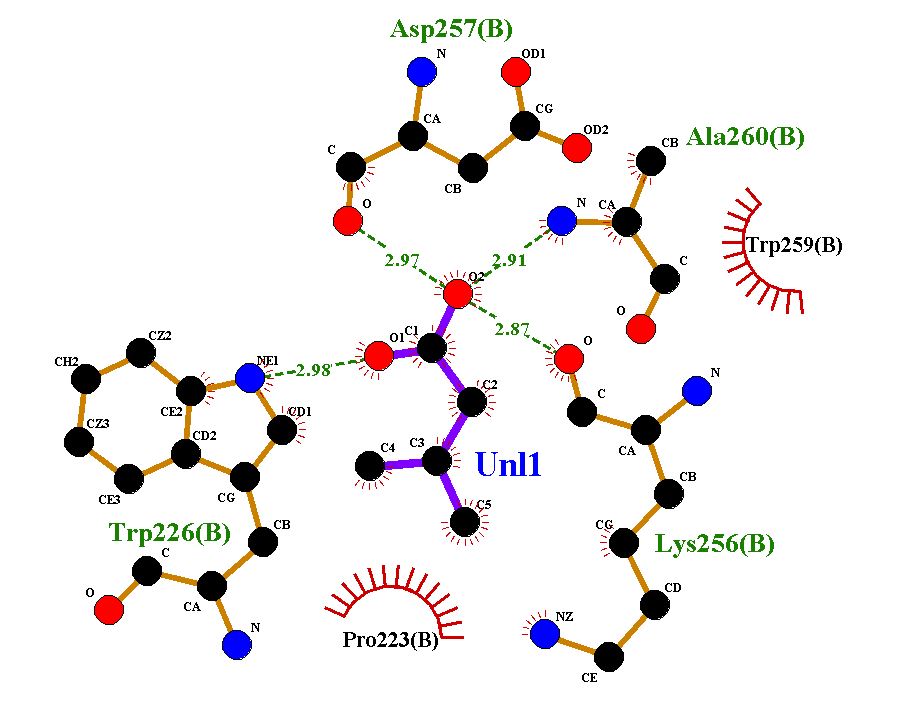 Asp257(B)
N
OD1
CA
CG
OD2
C
CB
O
Ala260(B)
CB
N
CA
C
O
Trp259(B)
2.97
2.91
O2
2.87
O1
C1
2.98
C2
C3
C4
C5
Unl1
CZ2
CH2
NE1
CE2
CD1
CZ3
CD2
CE3
CG
Trp226(B)
CB
C
O
CA
N
O
C
N
CA
CB
CG
Lys256(B)
CD
NZ
CE
Pro223(B)